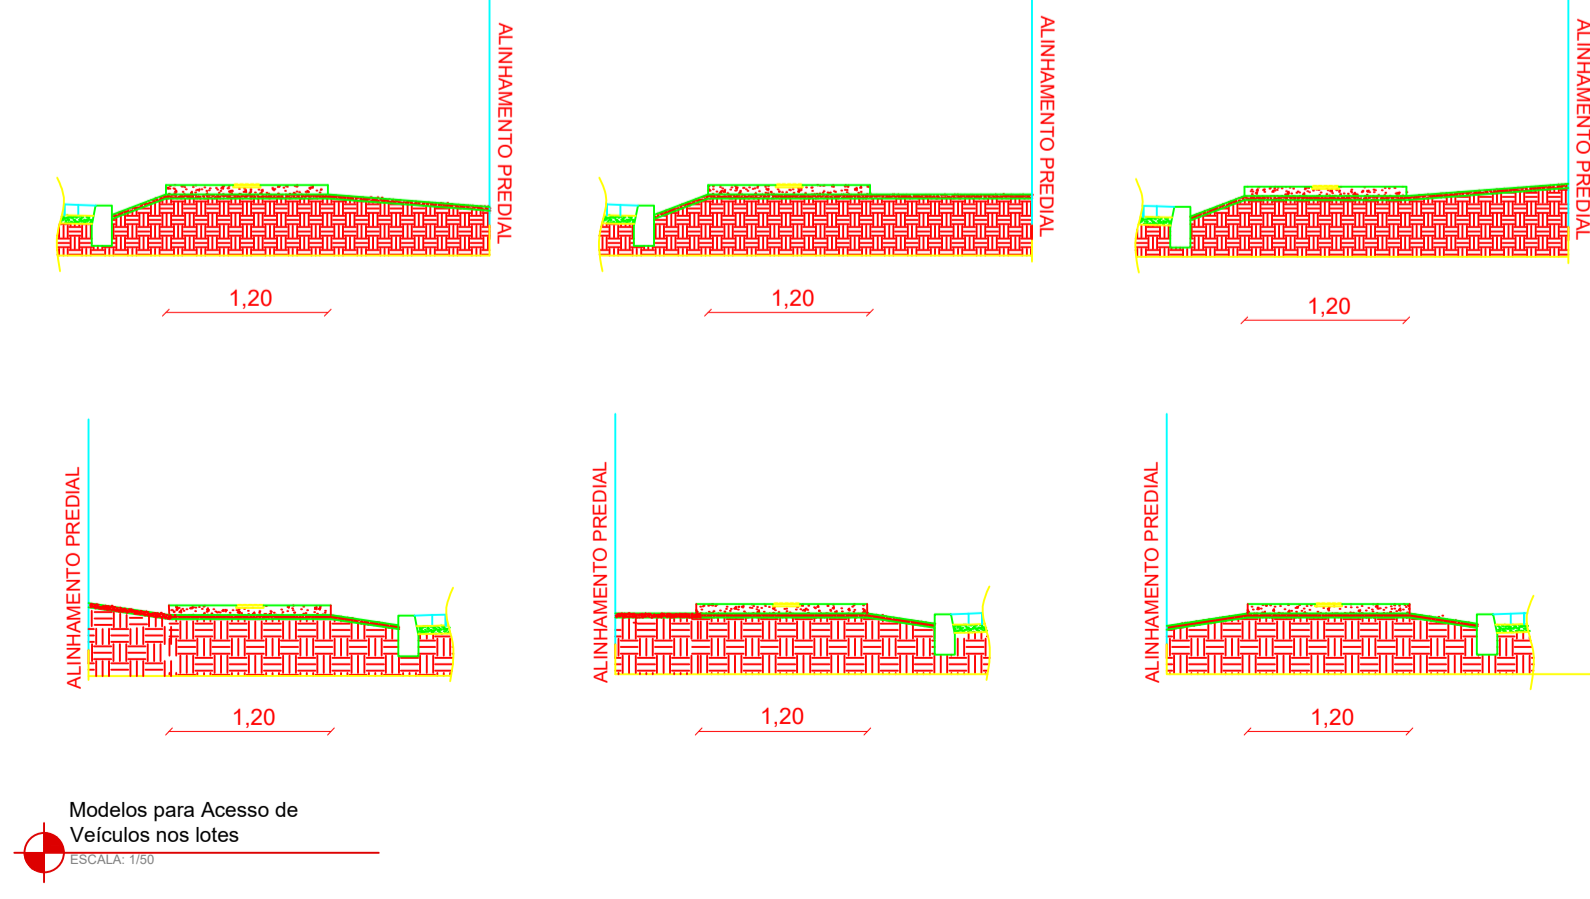 ALINHAMENTO PREDIAL
ALINHAMENTO PREDIAL
ALINHAMENTO PREDIAL
1,20
1,20
1,20
ALINHAMENTO PREDIAL
ALINHAMENTO PREDIAL
ALINHAMENTO PREDIAL
1,20
1,20
1,20
Modelos para Acesso de
Veículos nos lotes
ESCALA: 1/50